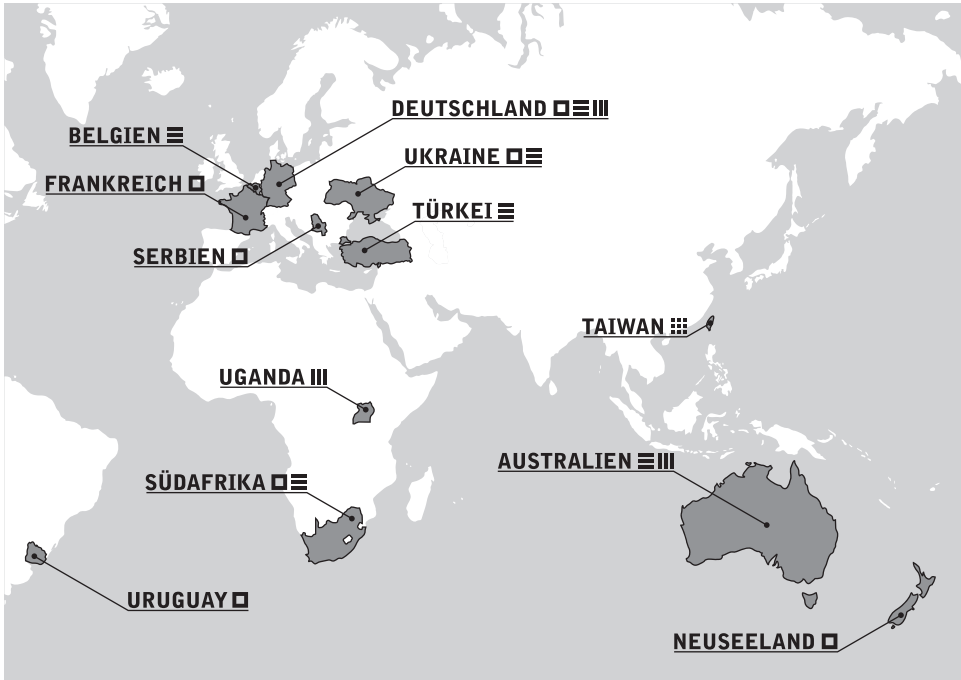 DEUTSCHLAND
BELGIEN
UKRAINE
FRANKREICH
TÜRKEI
SERBIEN
TAIWAN
UGANDA
AUSTRALIEN
SÜDAFRIKA
URUGUAY
NEUSEELAND